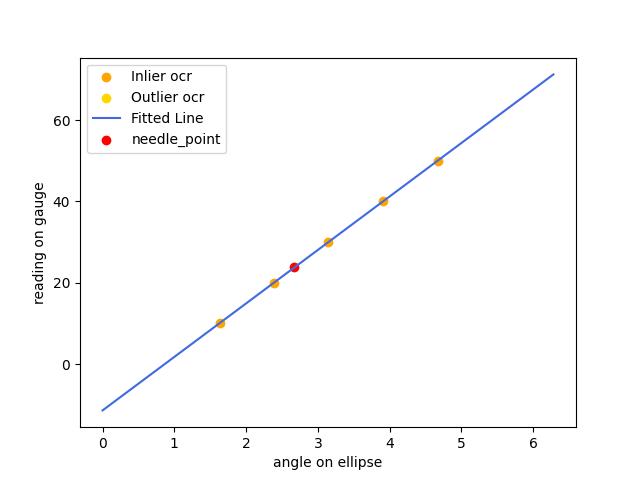 Inlier ocr
Outlier ocr
Fitted Line
needle_point
60
40
20
0
reading on gauge
0 1 2 3 4 5 6
angle on ellipse